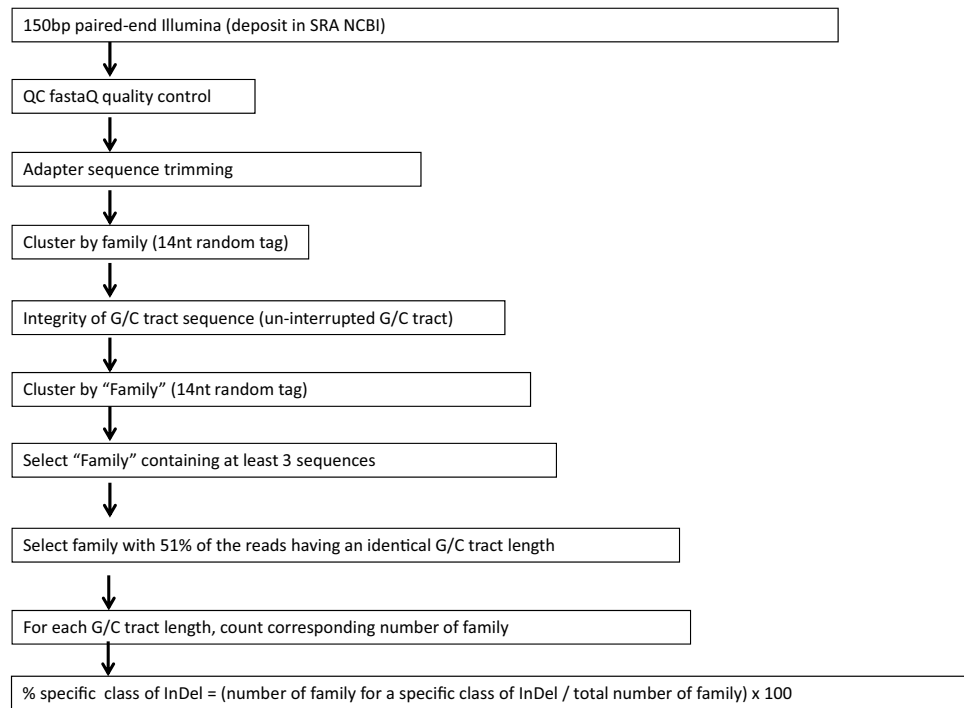 150bp paired-end Illumina (deposit in SRA NCBI)
QC fastaQ quality control
Adapter sequence trimming
Cluster by family (14nt random tag)
Integrity of G/C tract sequence (un-interrupted G/C tract)
Cluster by “Family” (14nt random tag)
Select “Family” containing at least 3 sequences
Select family with 51% of the reads having an identical G/C tract length
For each G/C tract length, count corresponding number of family
% specific class of InDel = (number of family for a specific class of InDel / total number of family) x 100